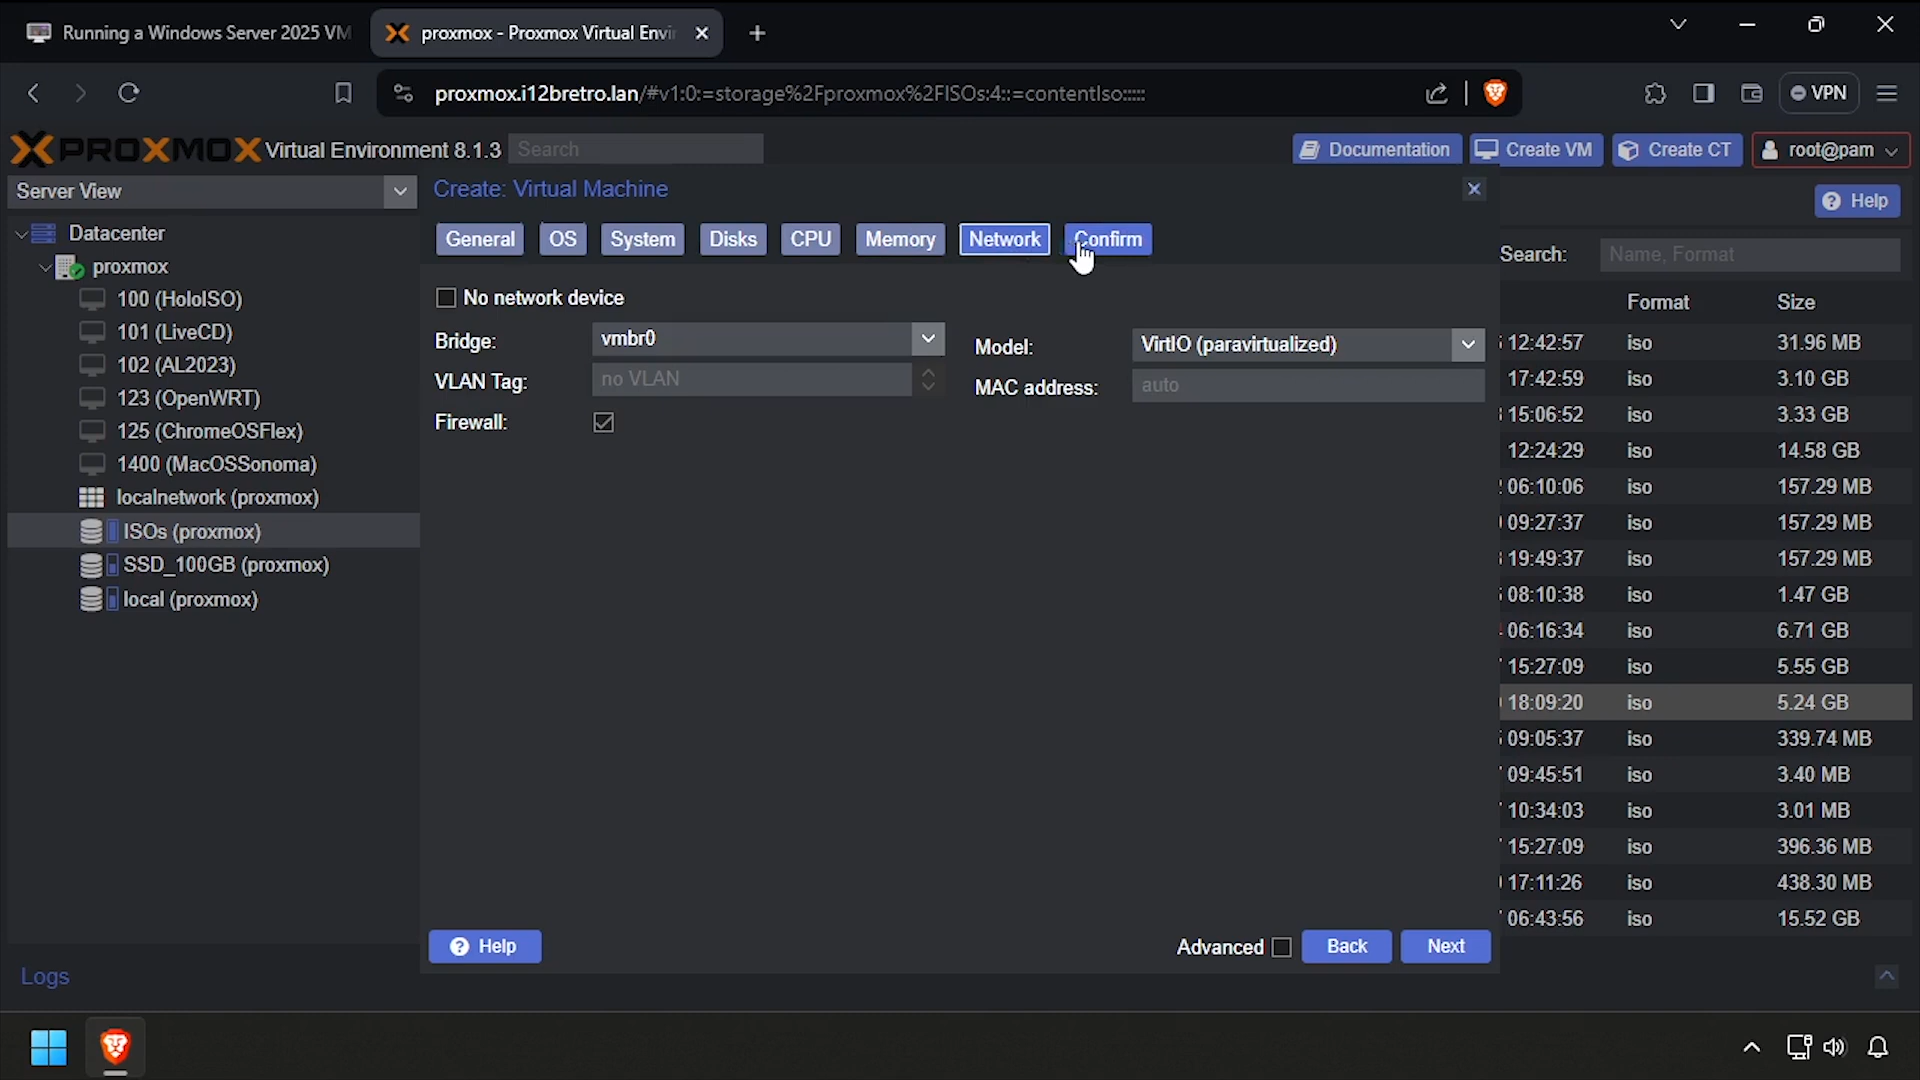 Running a Windows Server 2025 VM
proxmox - Proxmox Virtual Envir
proxmox.i12bretro.lan/#v1:0:=storage%2Fproxmox%2FISOs:4::=contentIso:::::
VPN
PROXMOX Virtual Environment 8.1.3
Search
Documentation
Create VM
Create CT
root@pam
Server View
Create: Virtual Machine
Help
General
OS
System
Disks
CPU
Memory
Network
Confirm
Search:
Name, Format
Datacenter
proxmox
100 (HoloISO)
101 (LiveCD)
102 (AL2023)
123 (OpenWRT)
125 (ChromeOSFlex)
1400 (MacOSSonoma)
localnetwork (proxmox)
ISOs (proxmox)
SSD_100GB (proxmox)
local (proxmox)
No network device
Bridge:
vmbr0
Model:
VirtIO (paravirtualized)
VLAN Tag:
no VLAN
MAC address:
auto
Firewall:
Format Size
12:42:57 iso 31.96 MB
17:42:59 iso 3.10 GB
15:06:52 iso 3.33 GB
12:24:29 iso 14.58 GB
06:10:06 iso 157.29 MB
09:27:37 iso 157.29 MB
19:49:37 iso 157.29 MB
08:10:38 iso 1.47 GB
06:16:34 iso 6.71 GB
15:27:09 iso 5.55 GB
18:09:20 iso 5.24 GB
09:05:37 iso 339.74 MB
09:45:51 iso 3.40 MB
10:34:03 iso 3.01 MB
15:27:09 iso 396.36 MB
17:11:26 iso 438.30 MB
06:43:56 iso 15.52 GB
Help
Advanced
Back
Next
Logs